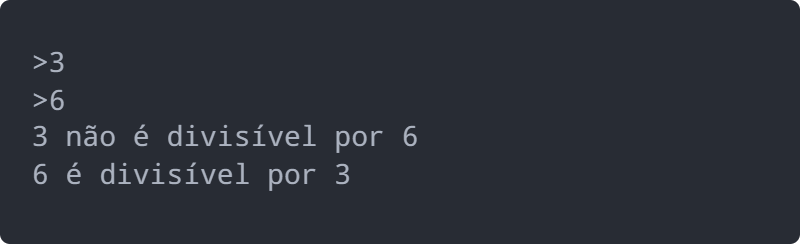 >3
>6
3 não é divisível por 6
6 é divisível por 3